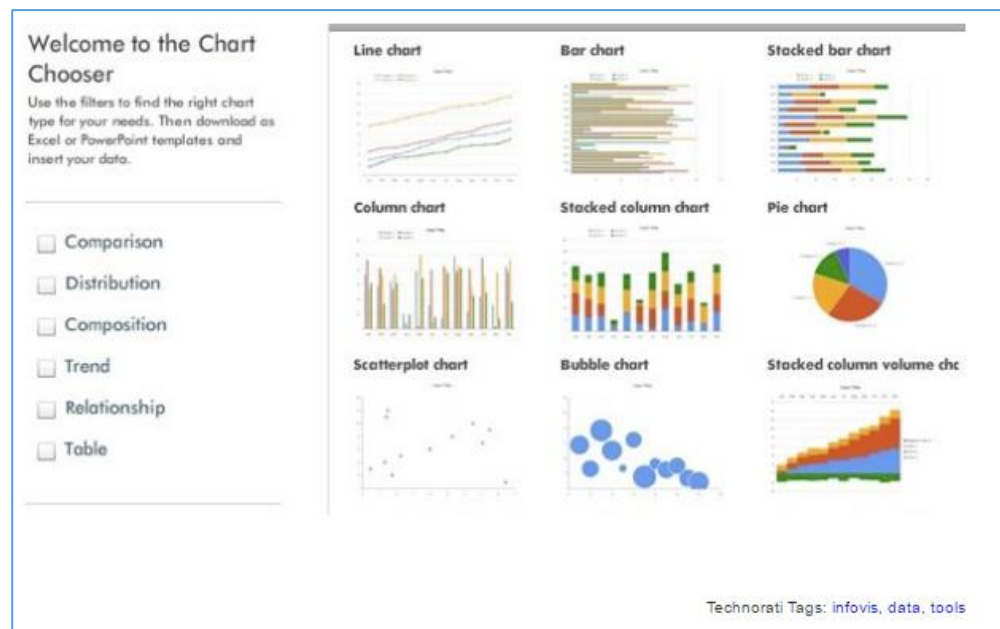 Welcome to the Chart
Chooser
Use the filters to find the right chart
type for your needs. Then download as
Excel or PowerPoint templates and
insert your data.
Comparison
Distribution
Composition
Trend
Relationship
Table
Line chart
Bar chart
Stacked bar chart
Column chart
Stacked column chart
Pie chart
Scatterplot chart
Bubble chart
Stacked column volume cha
Technorati Tags: infovis, data, tools